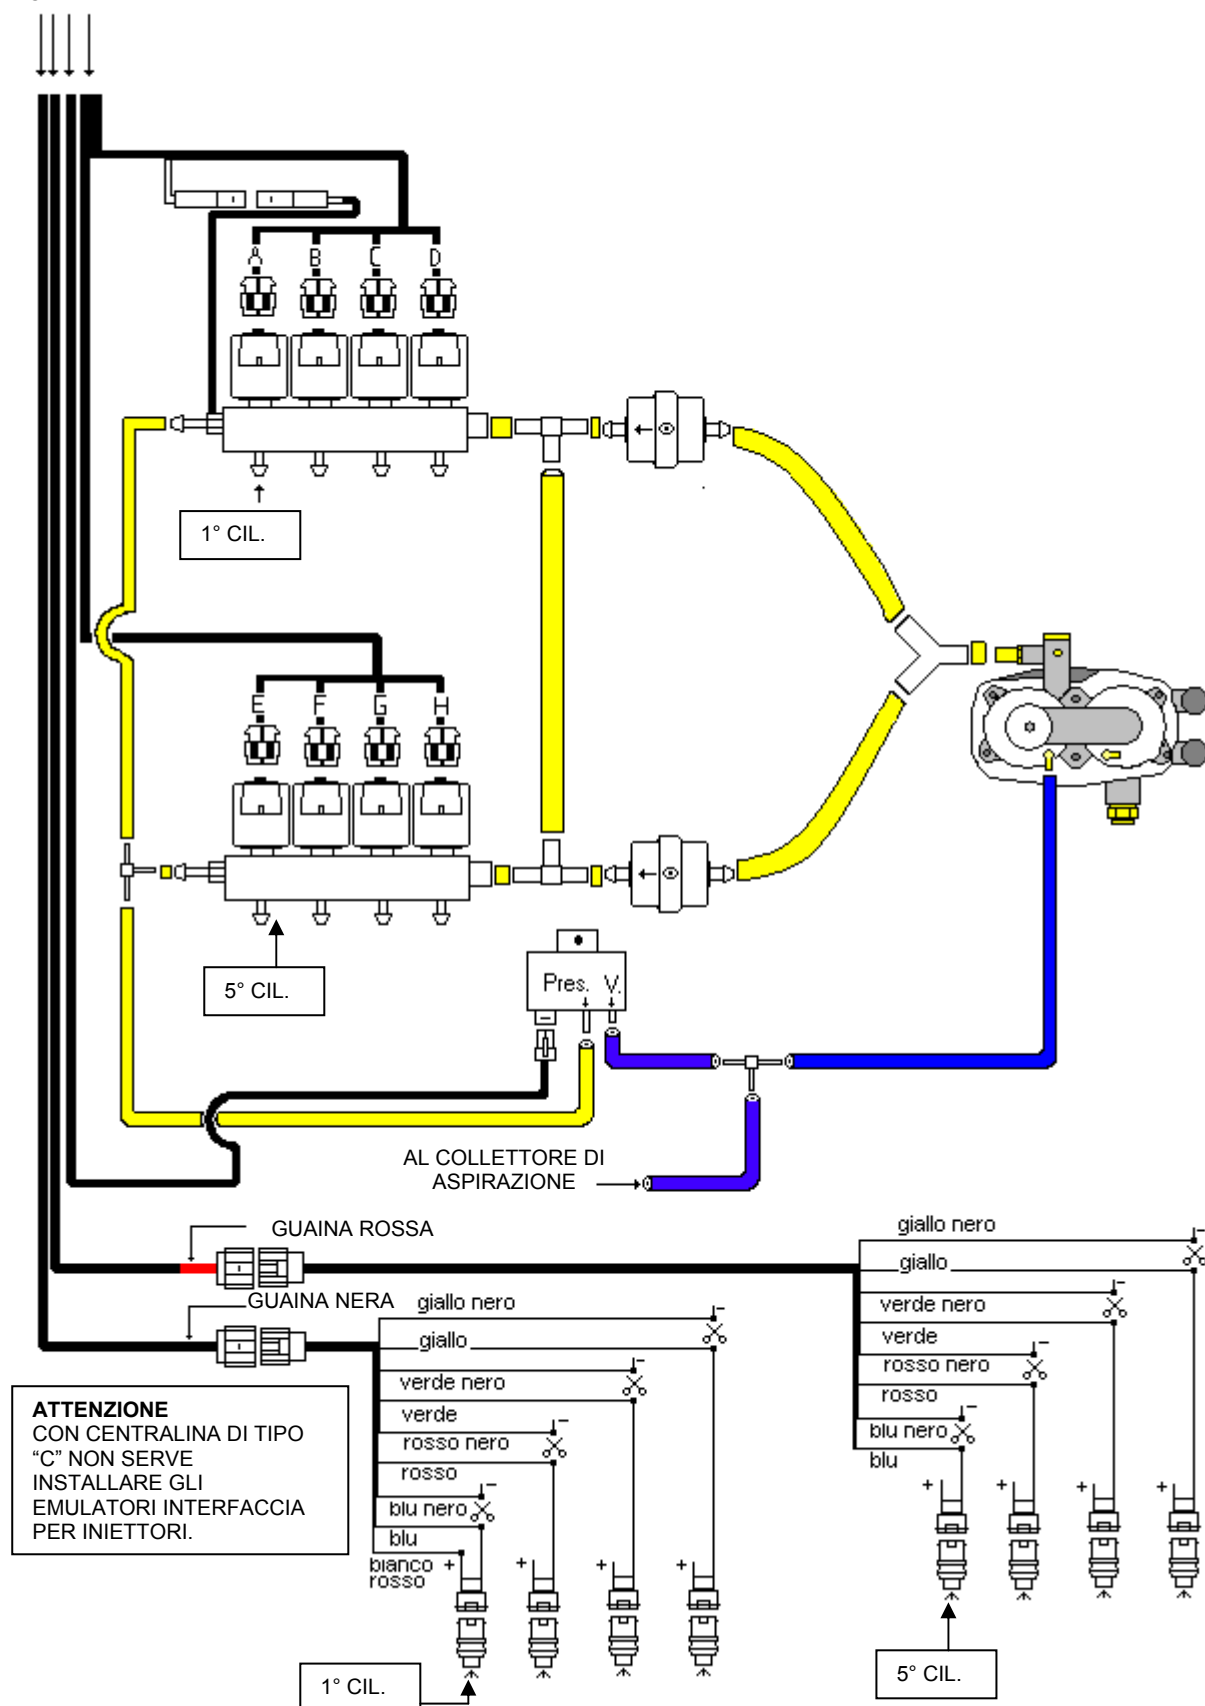 A B C D
1° CIL.
E F G H
5° CIL.
Pres. V.
AL COLLETTORE DI
ASPIRAZIONE
GUAINA ROSSA
giallo nero
giallo
verde nero
verde
rosso nero
rosso
blu nero
blu
5° CIL.
GUAINA NERA
giallo nero
giallo
verde nero
verde
rosso nero
rosso
blu nero
blu
bianco
rosso
+ + + +
+ + + +
1° CIL.
ATTENZIONE
CON CENTRALINA DI TIPO
“C” NON SERVE
INSTALLARE GLI
EMULATORI INTERFACCIA
PER INIETTORI.